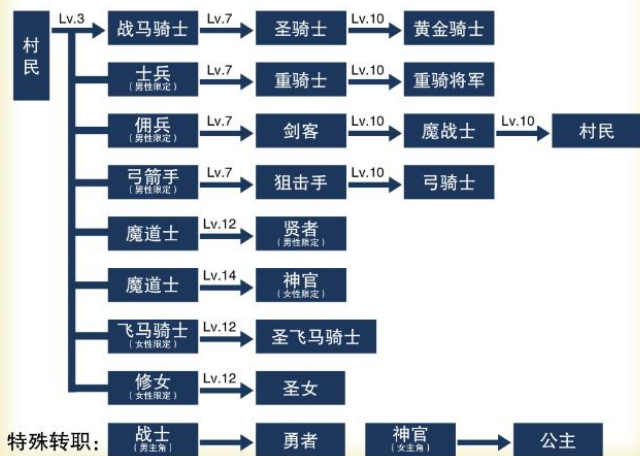 村民 Lv.3 战马骑士 Lv.7 圣骑士 Lv.10 黄金骑士
士兵 Lv.7 重骑士 Lv.10 重骑将军
(男性限定)
佣兵 Lv.7 剑客 Lv.10 魔战士 Lv.10 村民
(男性限定)
弓箭手 Lv.7 狙击手 Lv.10 弓骑士
(男性限定)
魔道士 Lv.12 贤者
(男性限定)
魔道士 Lv.14 神官
(女性限定)
飞马骑士 Lv.12 圣飞马骑士
(女性限定)
修女 Lv.12 圣女
(女性限定)
特殊转职: 战士 勇者 神官 公主
(男主角) (女主角)